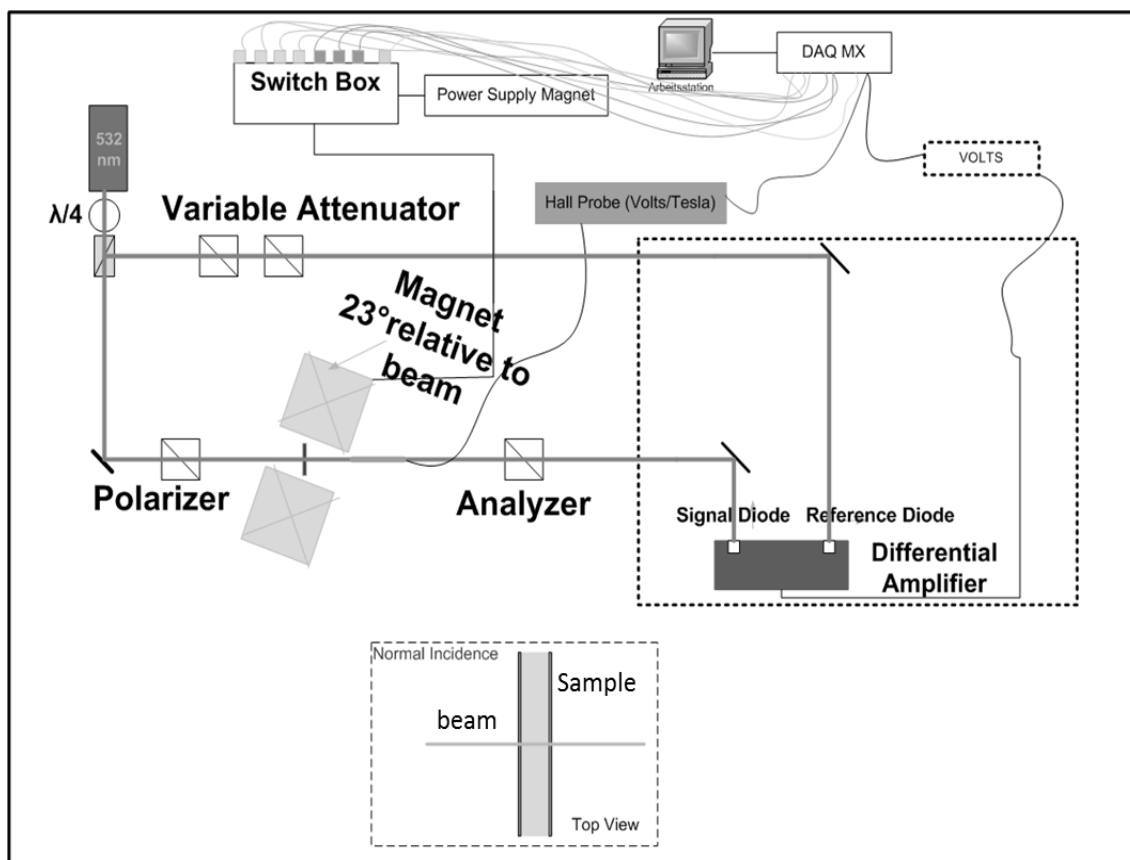 Switch Box
Power Supply Magnet
Arbeitsstation
DAQ MX
VOLTS
532
nm
λ/4
Variable Attenuator
Hall Probe (Volts/Tesla)
Magnet
23°relative to
beam
Polarizer
Analyzer
Signal Diode
Reference Diode
Differential
Amplifier
Normal Incidence
Sample
beam
Top View